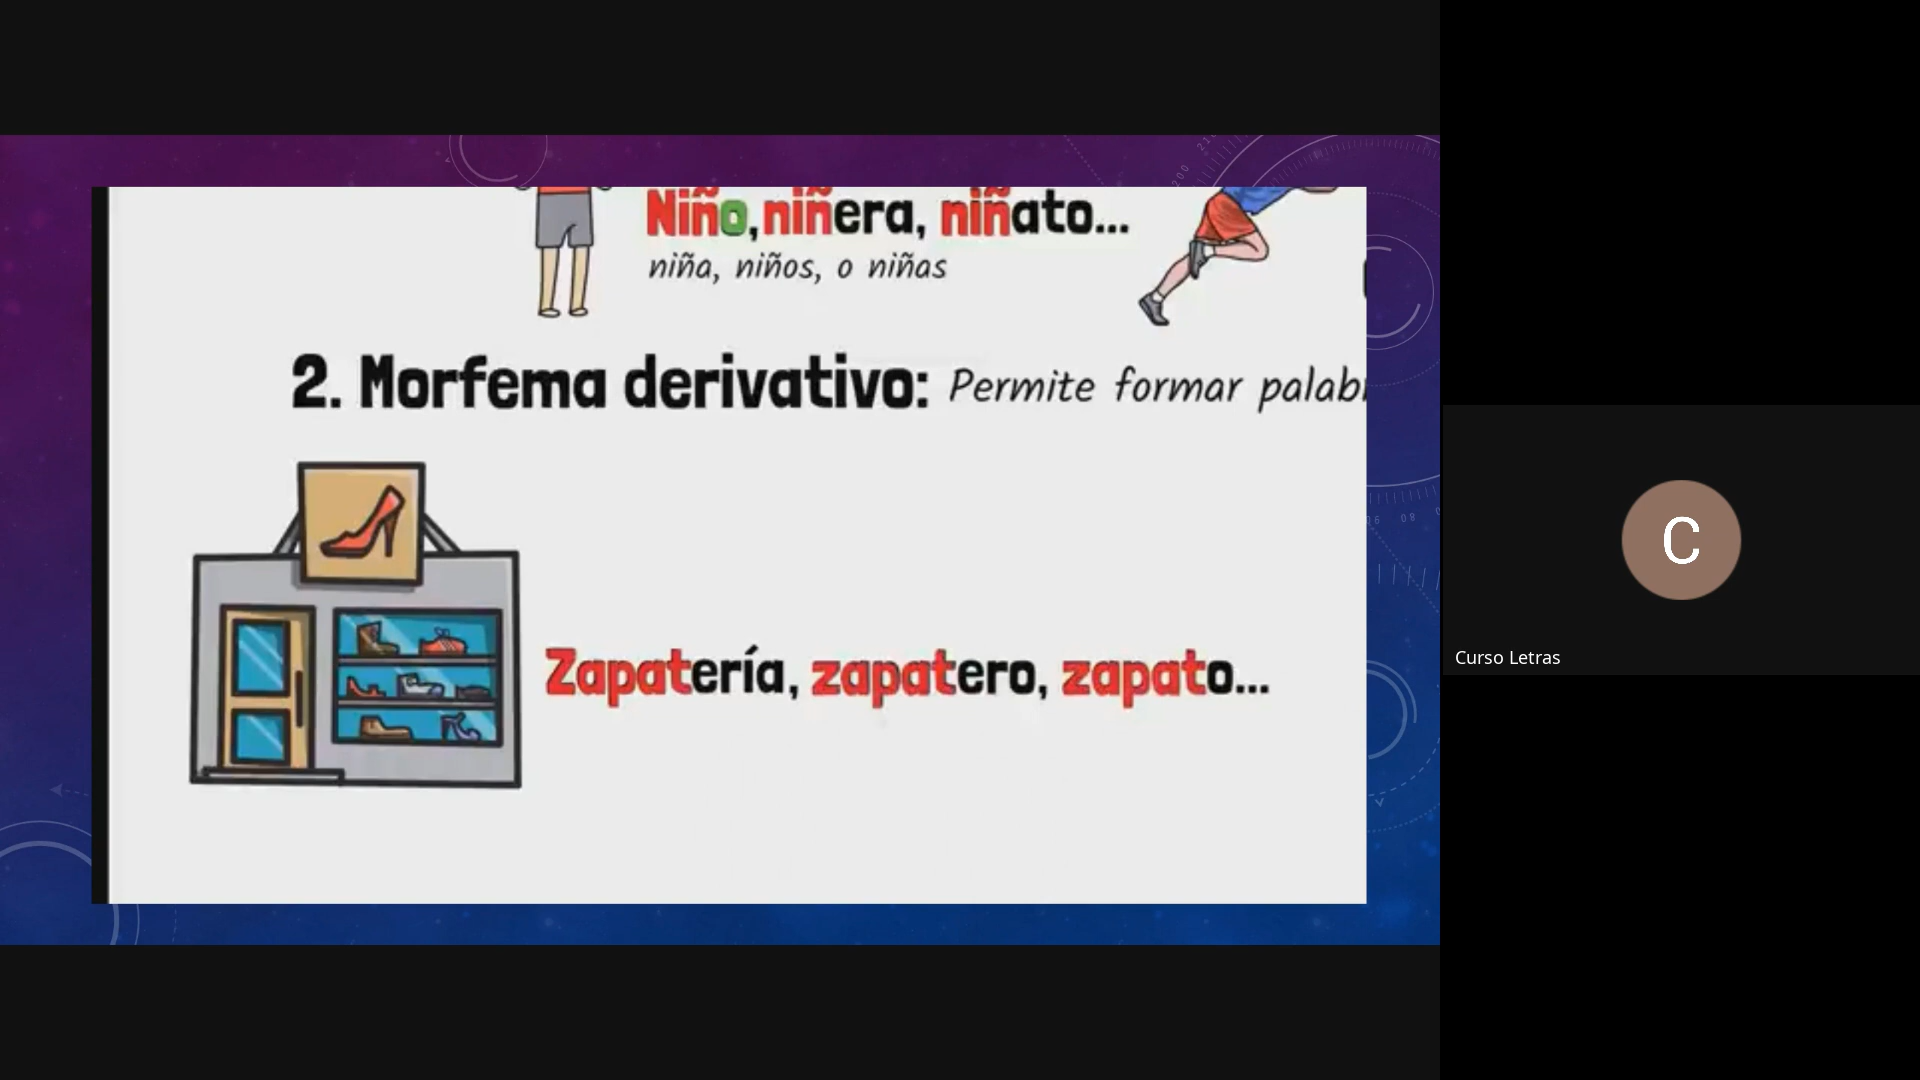 Niño, niñera, niñato...
niña, niños, o niñas
2. Morfema derivativo: Permite formar
Zapatería, zapatero, zapato...
C
Curso Letras